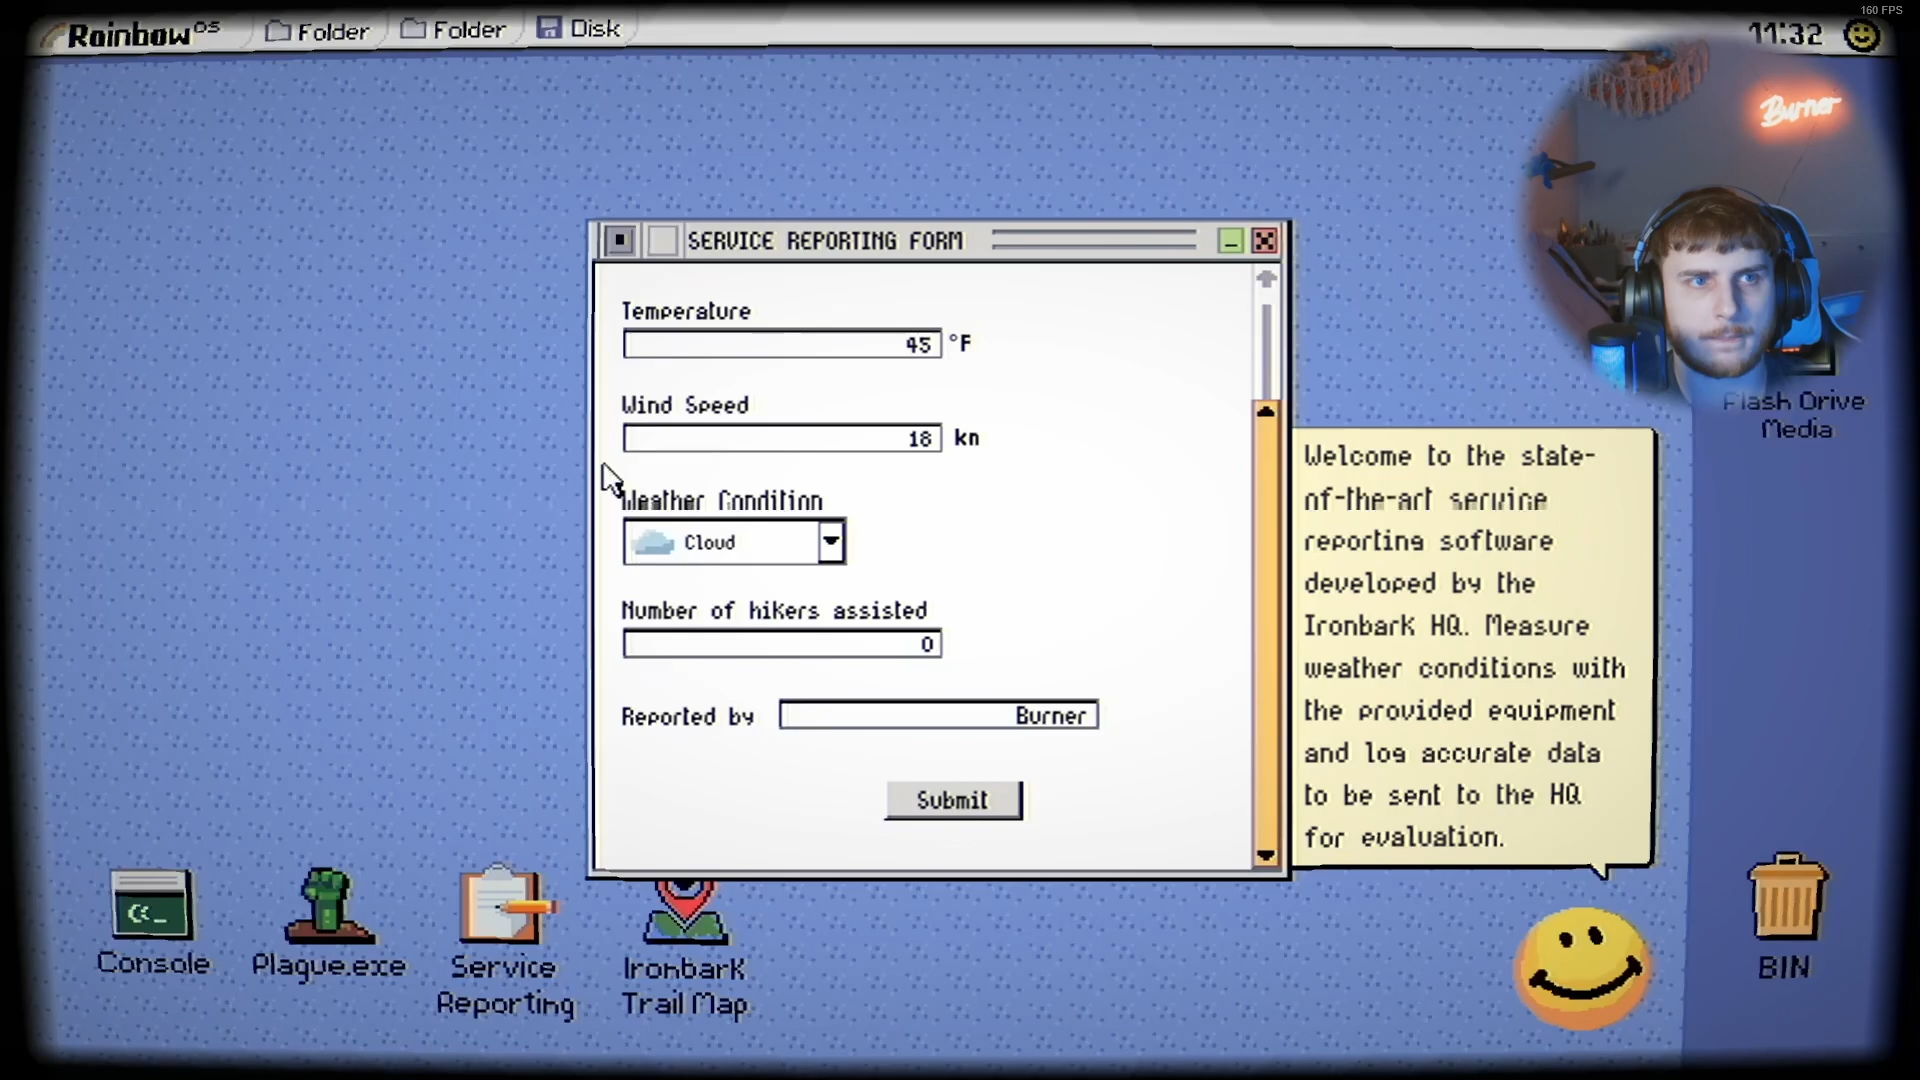 160 FPS
RainbowOS
Folder
Folder
Disk
11:32
Burner
SERVICE REPORTING FORM
Temperature
45 °F
Wind Speed
18 kn
Weather Condition
Cloud
Number of hikers assisted
0
Reported by Burner
Submit
Flash Drive
Media
Welcome to the state-
of-the-art service
reporting software
developed by the
Ironbark HQ. Measure
weather conditions with
the provided equipment
and log accurate data
to be sent to the HQ
for evaluation.
Console
Plague.exe
Service
Reporting
Ironbark
Trail Map
BIN